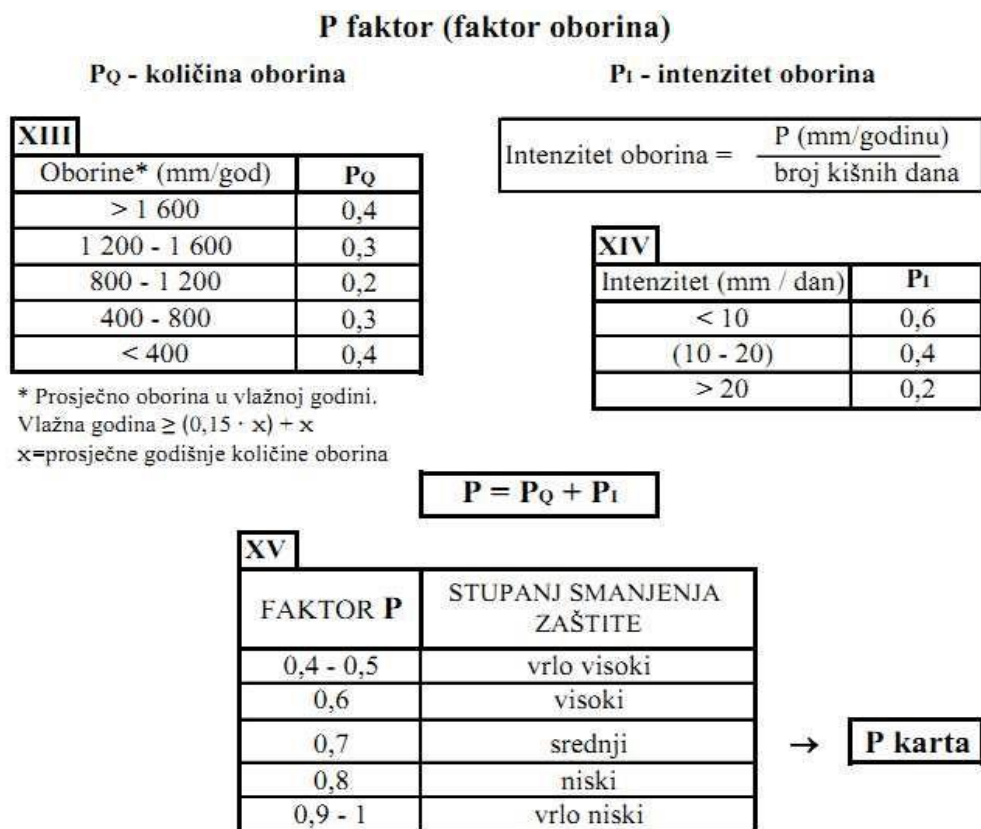 P faktor (faktor oborina)
PQ - količina oborina
XIII
Oborine* (mm/god) PQ
> 1 600 0,4
1 200 - 1 600 0,3
800 - 1 200 0,2
400 - 800 0,3
< 400 0,4
* Prosječno oborina u vlažnoj godini.
Vlažna godina ≥ (0,15 · x) + x
x=prosječne godišnje količine oborina
PI - intenzitet oborina
Intenzitet oborina = P (mm/godinu)
broj kišnih dana
XIV
Intenzitet (mm / dan) PI
< 10 0,6
(10 - 20) 0,4
> 20 0,2
P = PQ + PI
XV
FAKTOR P STUPANJ SMANJENJA
ZAŠTITE
0,4 - 0,5 vrlo visoki
0,6 visoki
0,7 srednji
0,8 niski
0,9 - 1 vrlo niski
→ P karta